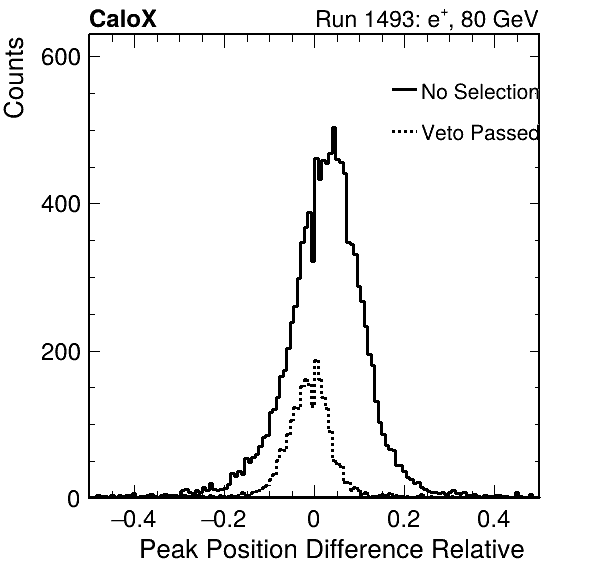 CaloX Run 1493: e+, 80 GeV
Counts
600
400
200
0
No Selection
Veto Passed
−0.4 −0.2 0 0.2 0.4
Peak Position Difference Relative